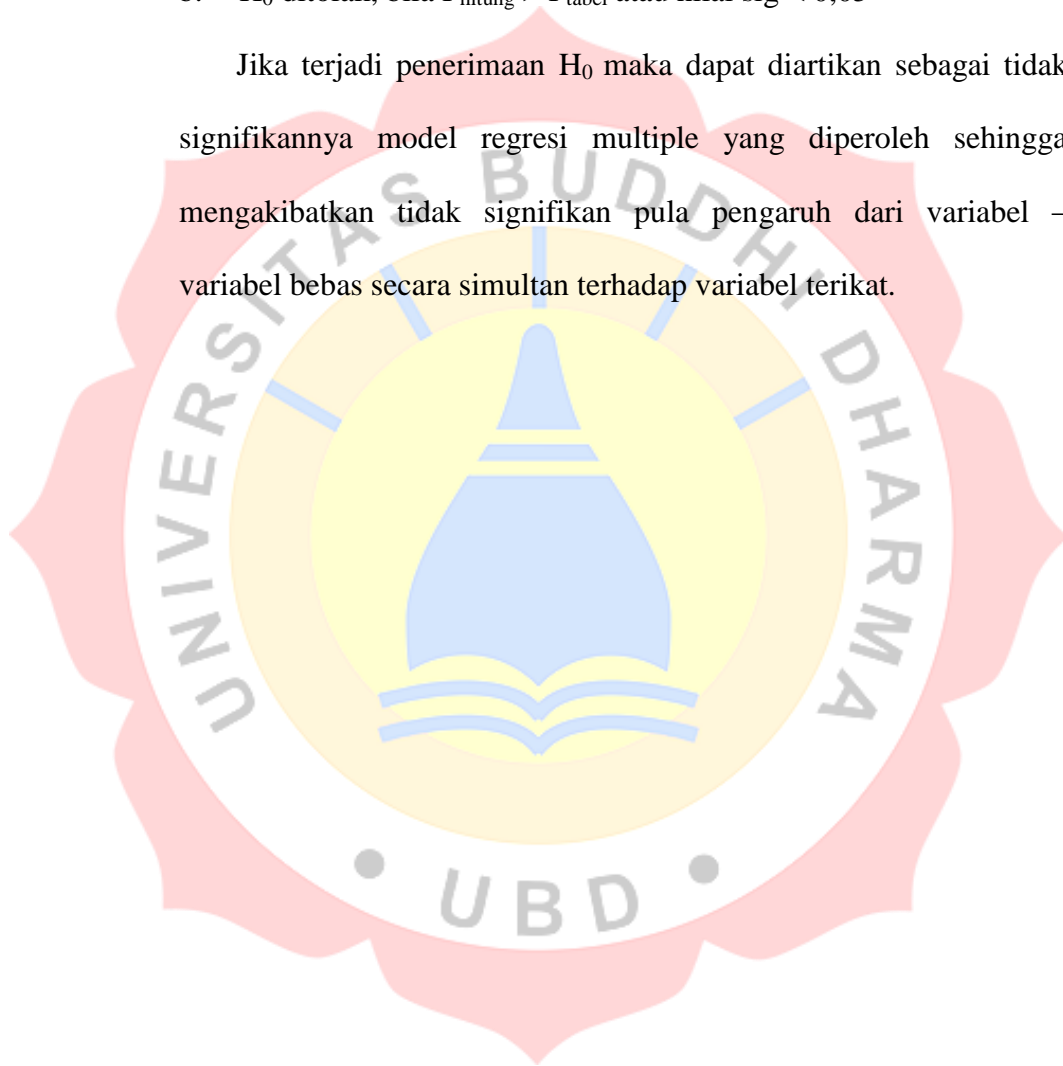 Jika terjadi penerimaan H₀ maka dapat diartikan sebagai tidak
signifikannya model regresi multiple yang diperoleh sehingga
mengakibatkan tidak signifikan pula pengaruh dari variabel –
variabel bebas secara simultan terhadap variabel terikat.
UNIVERSITAS BUDDHI DHARMA
• UBD •